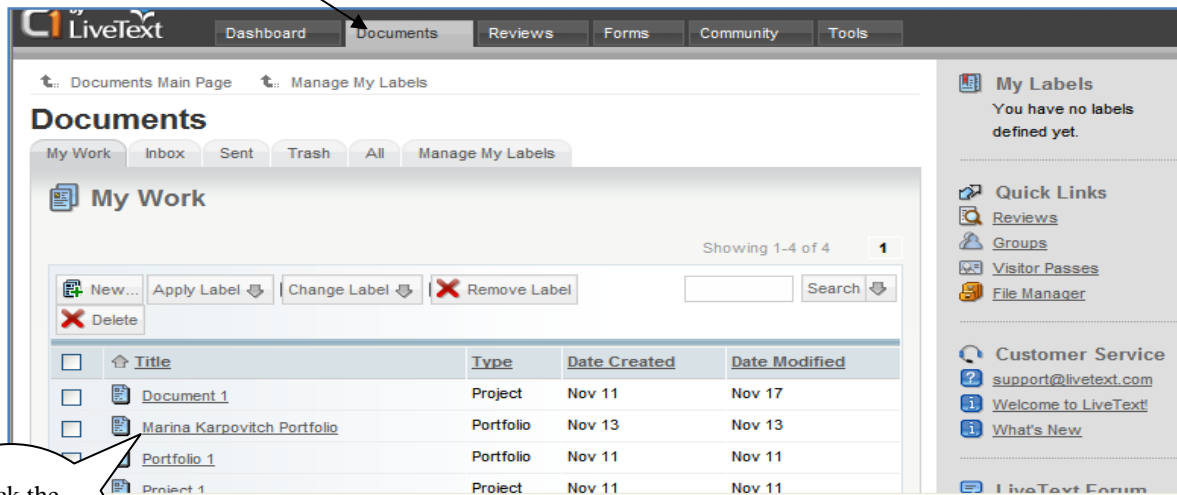 C1 by
LiveText Dashboard Documents Reviews Forms Community Tools
Documents Main Page Manage My Labels
Documents
My Work Inbox Sent Trash All Manage My Labels
My Work
Showing 1-4 of 4 1
New... Apply Label | Change Label | Remove Label Search
Delete
Title Type Date Created Date Modified
Document 1 Project Nov 11 Nov 17
Marina Karpovitch Portfolio Portfolio Nov 13 Nov 13
Portfolio 1 Portfolio Nov 11 Nov 11
Project 1 Project Nov 11 Nov 11
the
My Labels
You have no labels
defined yet.
Quick Links
Reviews
Groups
Visitor Passes
File Manager
Customer Service
support@livetext.com
Welcome to LiveText!
What's New
LiveText Forum